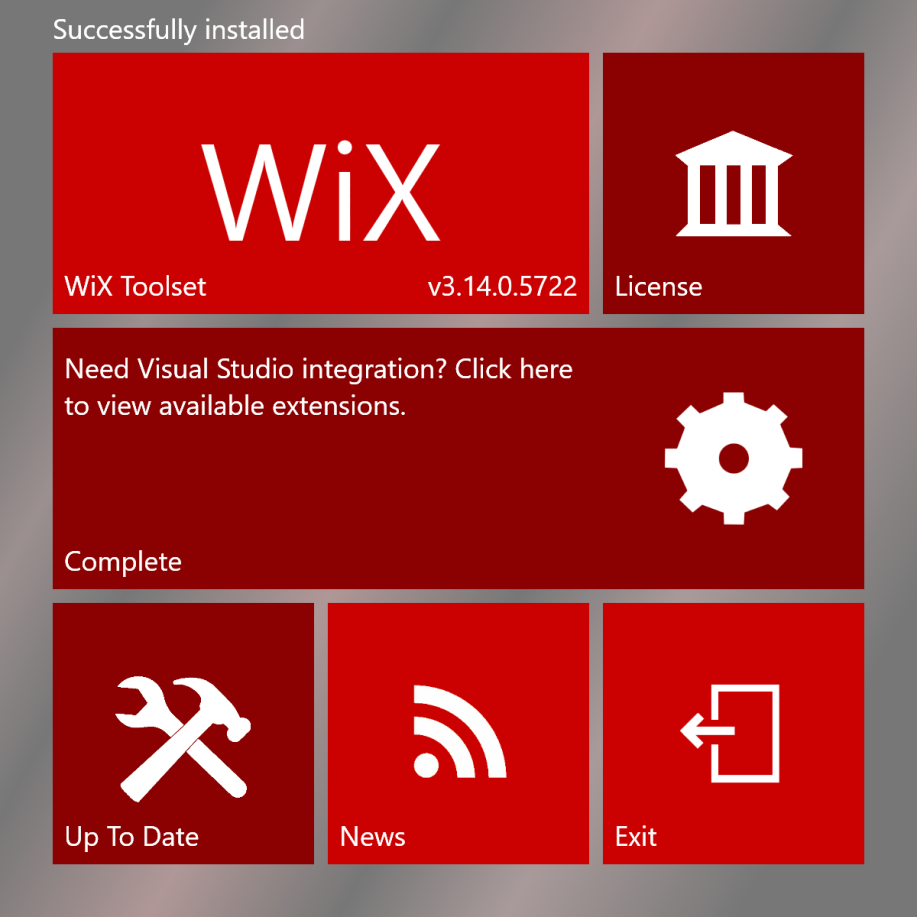 Successfully installed
WiX
WiX Toolset
v3.14.0.5722
License
Need Visual Studio integration? Click here
to view available extensions.
Complete
Up To Date
News
Exit